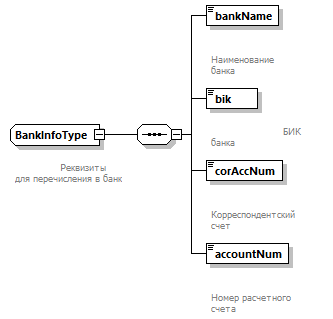 bankName
Наименование
банка
bik
БИК
банка
BankInfoType
Реквизиты
для перечисления в банк
corAccNum
Корреспондентский
счет
accountNum
Номер расчетного
счета